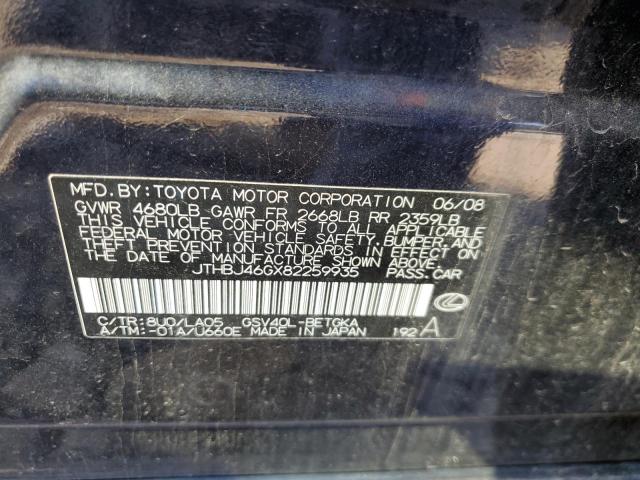 MFD. BY: TOYOTA MOTOR CORPORATION 06/08
GVWR 4680LB GAWR FR 2668LB RR 2359LB
THIS VEHICLE CONFORMS TO ALL APPLICABLE
FEDERAL MOTOR VEHICLE SAFETY, BUMPER, AND
THEFT PREVENTION STANDARDS IN EFFECT ON
THE DATE OF MANUFACTURE SHOWN ABOVE.
JTHBJ46GX82259935 PASS.CAR
C/TR: 8U0/LA05 GSV40L-BETGKA
A/TM: -01A/U660E MADE IN JAPAN 192 A